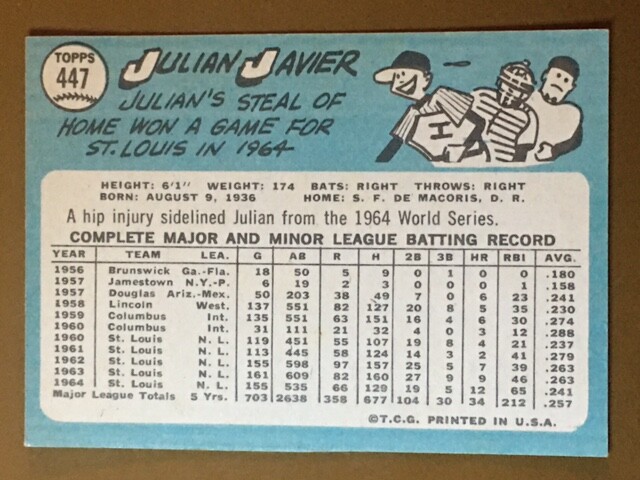 TOPPS
447
JULIAN JAVIER
JULIAN'S STEAL OF
HOME WON A GAME FOR
ST. LOUIS IN 1964
H
HEIGHT: 6'1" WEIGHT: 174 BATS: RIGHT THROWS: RIGHT
BORN: AUGUST 9, 1936 HOME: S. F. DE MACORIS, D. R.
A hip injury sidelined Julian from the 1964 World Series.
COMPLETE MAJOR AND MINOR LEAGUE BATTING RECORD
YEAR TEAM LEA. G AB R H 2B 3B HR RBI AVG.
1956 Brunswick Ga.-Fla. 18 50 5 9 0 1 0 0 .180
1957 Jamestown N.Y.-P. 6 19 2 3 0 0 0 1 .158
1957 Douglas Ariz.-Mex. 50 203 38 49 7 0 6 23 .241
1958 Lincoln West. 137 551 82 127 20 8 5 35 .230
1959 Columbus Int. 135 551 63 151 16 4 6 30 .274
1960 Columbus Int. 31 111 21 32 4 0 3 12 .288
1960 St. Louis N. L. 119 451 55 107 19 8 4 21 .237
1961 St. Louis N. L. 113 445 58 124 14 3 2 41 .279
1962 St. Louis N. L. 155 598 97 157 25 5 7 39 .263
1963 St. Louis N. L. 161 609 82 160 27 9 9 46 .263
1964 St. Louis N. L. 155 535 66 129 19 5 12 65 .241
Major League Totals 5 Yrs. 703 2638 358 677 104 30 34 212 .257
©T.C.G. PRINTED IN U.S.A.